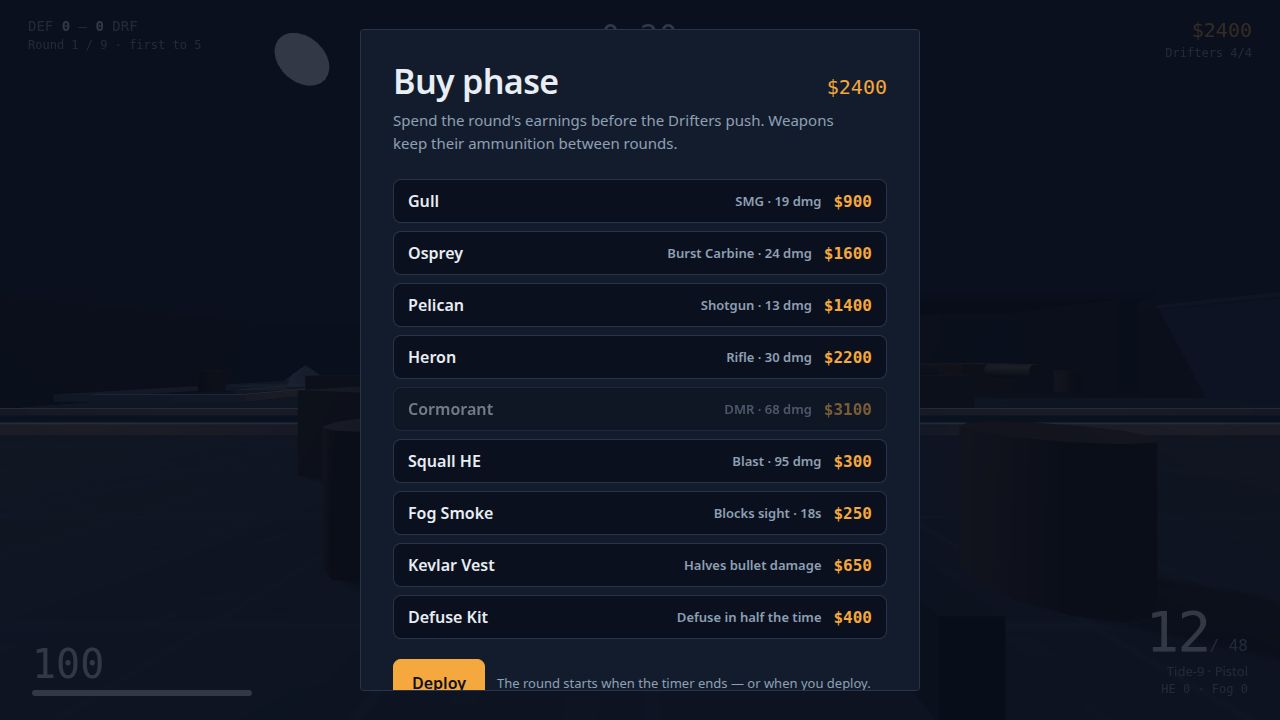 DEF 0 — 0 DRF
Round 1 / 9 · first to 5
$2400
Drifters 4/4
Buy phase
$2400
Spend the round's earnings before the Drifters push. Weapons
keep their ammunition between rounds.
Gull SMG · 19 dmg $900
Osprey Burst Carbine · 24 dmg $1600
Pelican Shotgun · 13 dmg $1400
Heron Rifle · 30 dmg $2200
Cormorant DMR · 68 dmg $3100
Squall HE Blast · 95 dmg $300
Fog Smoke Blocks sight · 18s $250
Kevlar Vest Halves bullet damage $650
Defuse Kit Defuse in half the time $400
Deploy The round starts when the timer ends — or when you deploy.
100
12 / 48
Tide-9 · Pistol
HE 0 · Fog 0